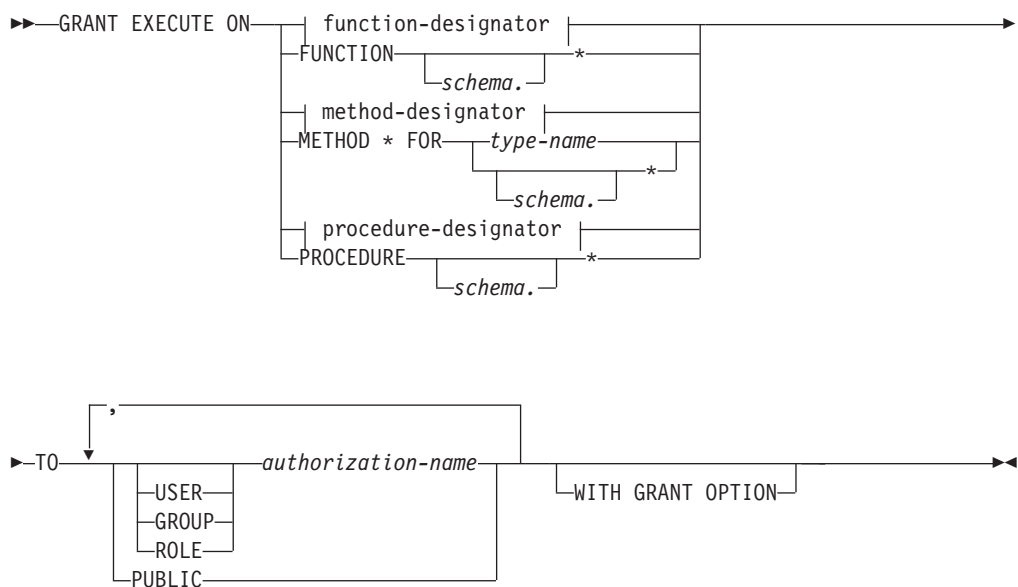 GRANT EXECUTE ON function-designator
FUNCTION *
schema.
method-designator
METHOD * FOR type-name
*
schema.
procedure-designator
PROCEDURE *
schema.
,
TO authorization-name
USER WITH GRANT OPTION
GROUP
ROLE
PUBLIC